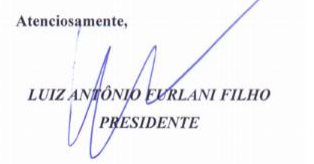 Atenciosamente,
LUIZ ANTÔNIO FURLANI FILHO
PRESIDENTE